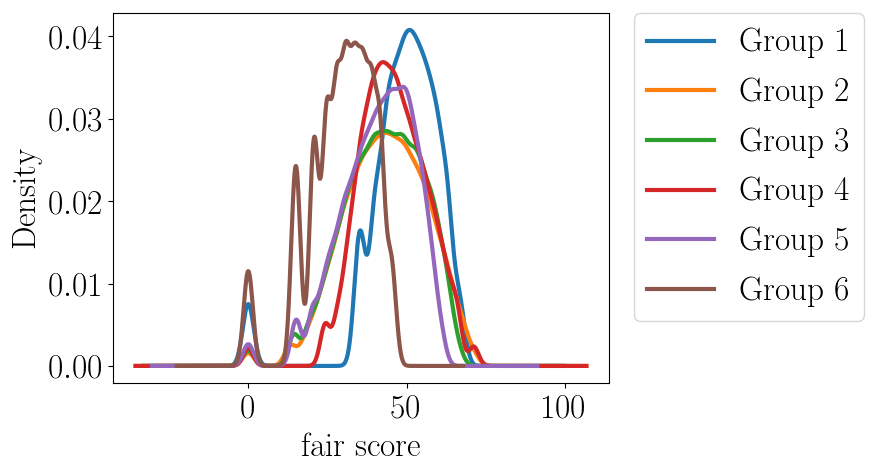 0.04
0.03
0.02
0.01
0.00
Density
0
50
100
fair score
Group 1
Group 2
Group 3
Group 4
Group 5
Group 6